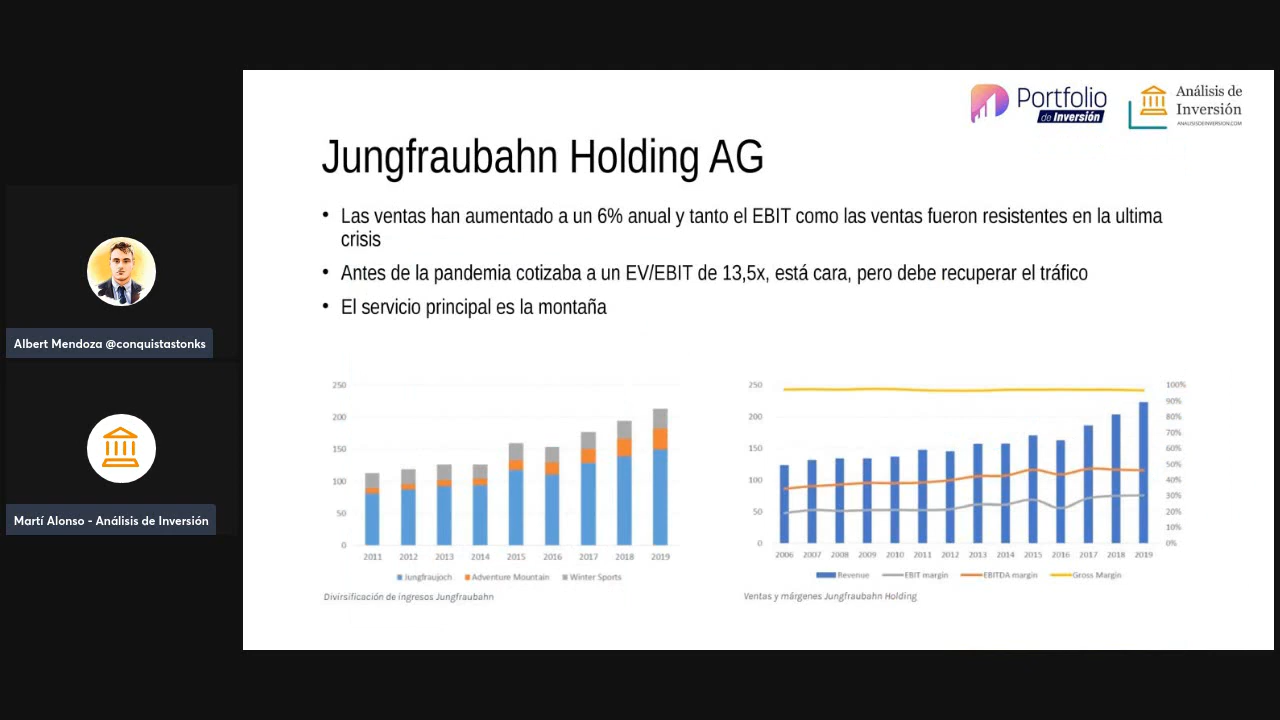 Portfolio
de Inversión
Análisis de
Inversión
ANALISISDEINVERSION.COM
Jungfraubahn Holding AG
• Las ventas han aumentado a un 6% anual y tanto el EBIT como las ventas fueron resistentes en la ultima
crisis
• Antes de la pandemia cotizaba a un EV/EBIT de 13,5x, está cara, pero debe recuperar el tráfico
• El servicio principal es la montaña
Albert Mendoza @conquistastonks
Martí Alonso - Análisis de Inversión
250
200
150
100
50
0
2011 2012 2013 2014 2015 2016 2017 2018 2019
Jungfraujoch Adventure Mountain Winter Sports
Divirsificación de ingresos Jungfraubahn
250
200
150
100
50
0
100%
90%
80%
70%
60%
50%
40%
30%
20%
10%
0%
2006 2007 2008 2009 2010 2011 2012 2013 2014 2015 2016 2017 2018 2019
Revenue EBIT margin EBITDA margin Gross Margin
Ventas y márgenes Jungfraubahn Holding